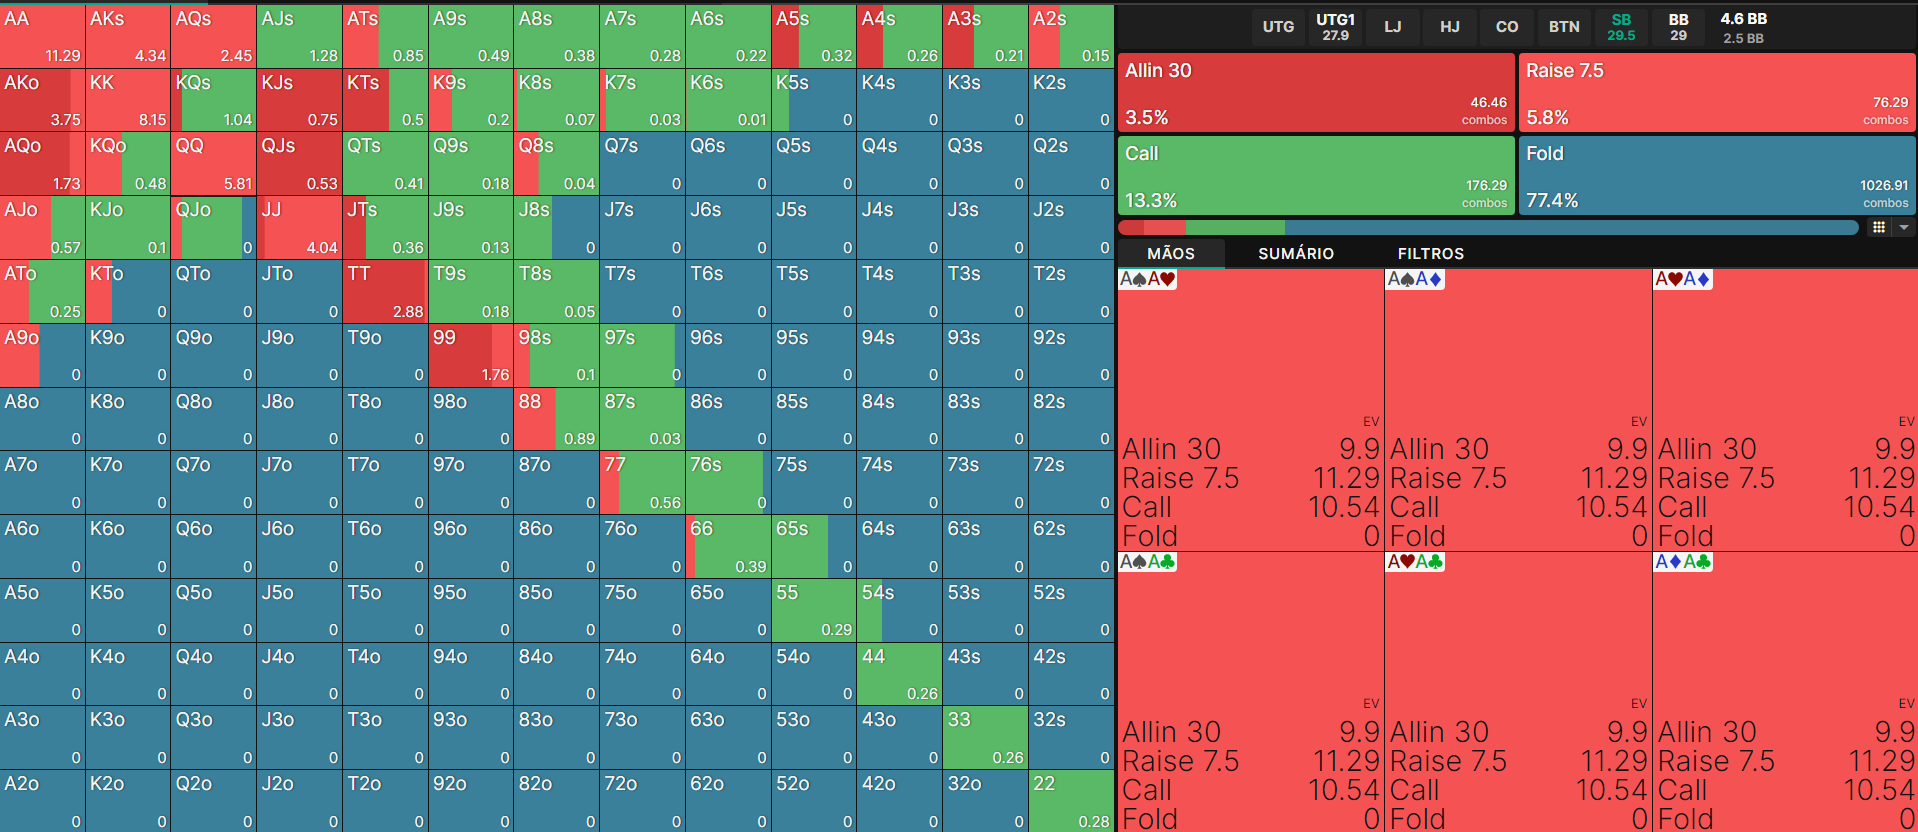 AA AKs AQs AJs ATs A9s A8s A7s A6s A5s A4s A3s A2s
11.29 4.34 2.45 1.28 0.85 0.49 0.38 0.28 0.22 0.32 0.26 0.21 0.15
AKo KK KQs KJs KTs K9s K8s K7s K6s K5s K4s K3s K2s
3.75 8.15 1.04 0.75 0.5 0.2 0.07 0.03 0.01 0 0 0 0
AQo KQo QQ QJs QTs Q9s Q8s Q7s Q6s Q5s Q4s Q3s Q2s
1.73 0.48 5.81 0.53 0.41 0.18 0.04 0 0 0 0 0 0
AJo KJo QJo JJ JTs J9s J8s J7s J6s J5s J4s J3s J2s
0.57 0.1 0 4.04 0.36 0.13 0 0 0 0 0 0 0
ATo KTo QTo JTo TT T9s T8s T7s T6s T5s T4s T3s T2s
0.25 0 0 0 2.88 0.18 0.05 0 0 0 0 0 0
A9o K9o Q9o J9o T9o 99 98s 97s 96s 95s 94s 93s 92s
0 0 0 0 0 1.76 0.1 0 0 0 0 0 0
A8o K8o Q8o J8o T8o 98o 88 87s 86s 85s 84s 83s 82s
0 0 0 0 0 0 0.89 0.03 0 0 0 0 0
A7o K7o Q7o J7o T7o 97o 87o 77 76s 75s 74s 73s 72s
0 0 0 0 0 0 0 0.56 0 0 0 0 0
A6o K6o Q6o J6o T6o 96o 86o 76o 66 65s 64s 63s 62s
0 0 0 0 0 0 0 0 0.39 0 0 0 0
A5o K5o Q5o J5o T5o 95o 85o 75o 65o 55 54s 53s 52s
0 0 0 0 0 0 0 0 0 0.29 0 0 0
A4o K4o Q4o J4o T4o 94o 84o 74o 64o 54o 44 43s 42s
0 0 0 0 0 0 0 0 0 0 0.26 0 0
A3o K3o Q3o J3o T3o 93o 83o 73o 63o 53o 43o 33 32s
0 0 0 0 0 0 0 0 0 0 0 0.26 0
A2o K2o Q2o J2o T2o 92o 82o 72o 62o 52o 42o 32o 22
0 0 0 0 0 0 0 0 0 0 0 0 0.28
UTG UTG1 LJ HJ CO BTN SB BB 4.6 BB
27.9 29.5 29 2.5 BB
Allin 30
46.46
3.5% combos
Raise 7.5
76.29
5.8% combos
Call
176.29
13.3% combos
Fold
1026.91
77.4% combos
MÃOS SUMÁRIO FILTROS
A♠A♥ A♠A♦ A♥A♦
EV EV EV
Allin 30 9.9 Allin 30 9.9 Allin 30 9.9
Raise 7.5 11.29 Raise 7.5 11.29 Raise 7.5 11.29
Call 10.54 Call 10.54 Call 10.54
Fold 0 Fold 0 Fold 0
A♠A♣ A♥A♣ A♦A♣
EV EV EV
Allin 30 9.9 Allin 30 9.9 Allin 30 9.9
Raise 7.5 11.29 Raise 7.5 11.29 Raise 7.5 11.29
Call 10.54 Call 10.54 Call 10.54
Fold 0 Fold 0 Fold 0